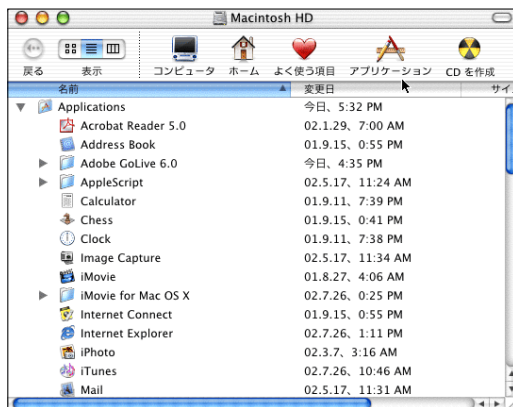 Macintosh HD
戻る 表示 コンピュータ ホーム よく使う項目 アプリケーション CD を作成
名前 変更日 サイ
Applications 今日、5:32 PM
Acrobat Reader 5.0 02.1.29、7:00 AM
Address Book 01.9.15、0:55 PM
Adobe GoLive 6.0 今日、4:35 PM
AppleScript 02.5.17、11:24 AM
Calculator 01.9.11、7:39 PM
Chess 01.9.15、0:41 PM
Clock 01.9.11、7:38 PM
Image Capture 02.5.17、11:34 AM
iMovie 01.8.27、4:06 AM
iMovie for Mac OS X 02.7.26、0:25 PM
Internet Connect 01.9.15、0:55 PM
Internet Explorer 02.7.26、1:11 PM
iPhoto 02.3.7、3:16 AM
iTunes 02.7.26、10:46 AM
Mail 02.5.17、11:31 AM